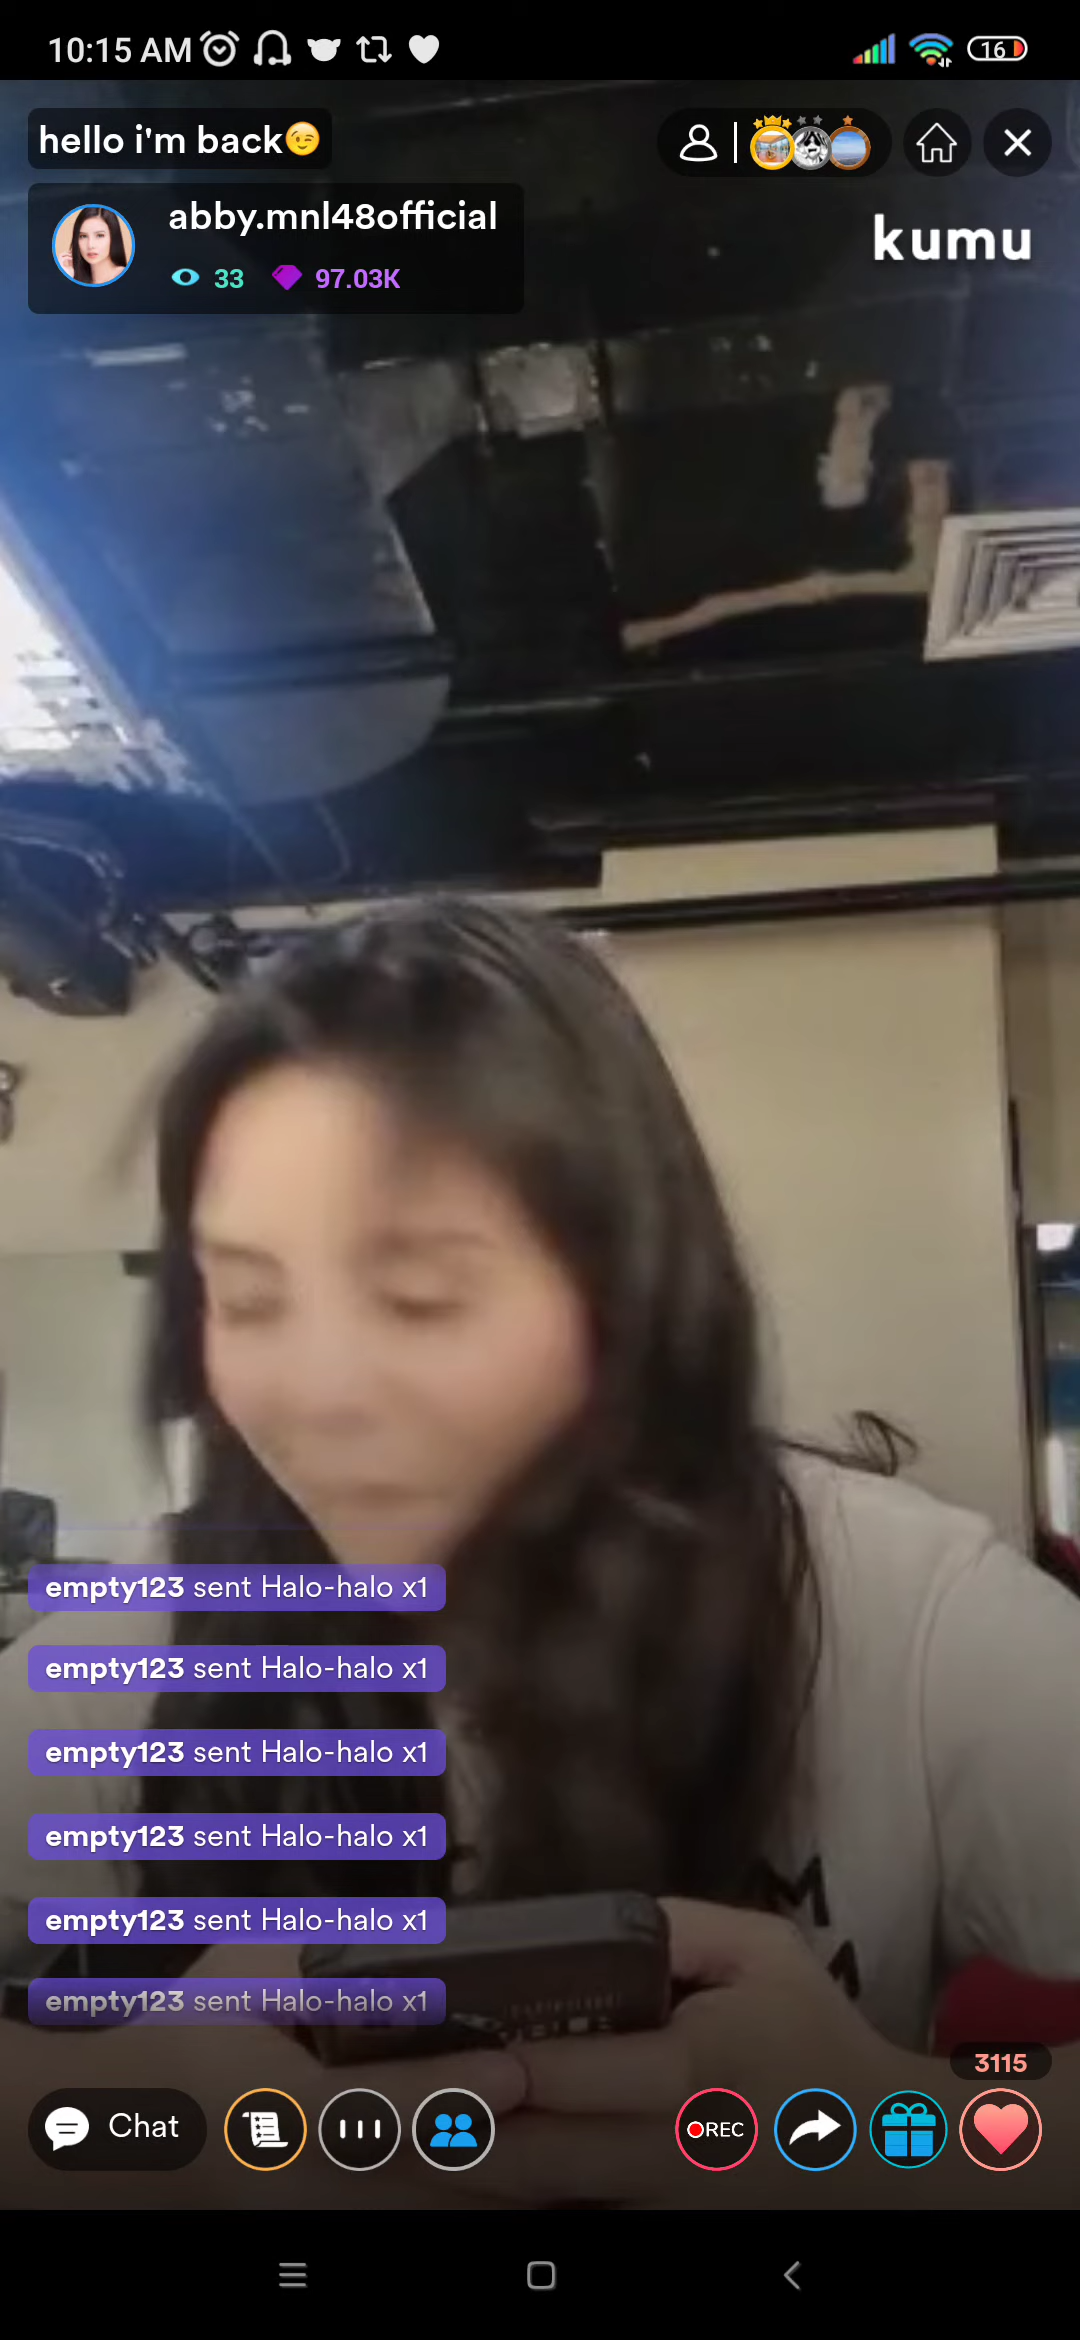 10:15 AM
16
hello i'm back😉
abby.mnl48official
33 97.03K
kumu
empty123 sent Halo-halo x1
empty123 sent Halo-halo x1
empty123 sent Halo-halo x1
empty123 sent Halo-halo x1
empty123 sent Halo-halo x1
empty123 sent Halo-halo x1
3115
Chat
REC